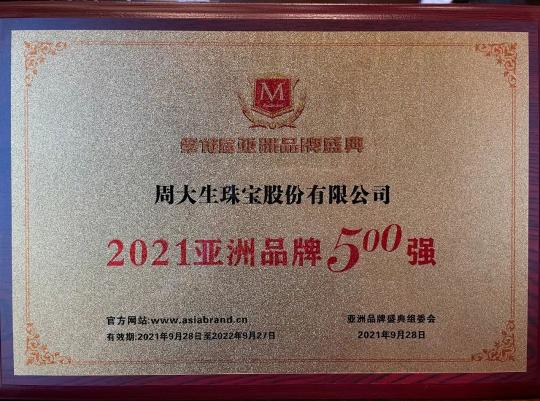 M
亚洲品牌盛典
周大生珠宝股份有限公司
2021亚洲品牌500强
官方网站:www.asiabrand.cn
有效期:2021年9月28日至2022年9月27日
亚洲品牌盛典组委会
2021年9月28日